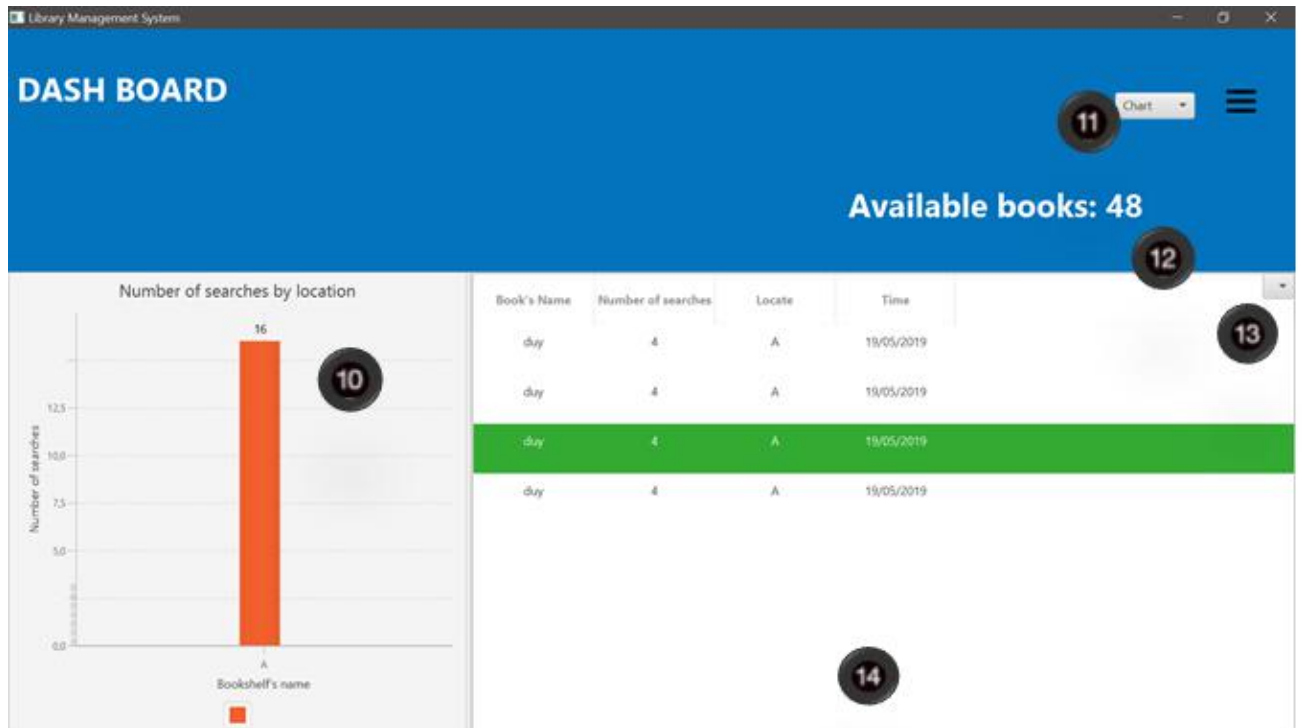 Library Management System
DASH BOARD
11
Chart
Available books: 48
12
13
Number of searches by location
16
10
12,5
10,0
7,5
5,0
0,0
Number of searches
A
Bookshelf's name
Book's Name Number of searches Locate Time
duy 4 A 19/05/2019
duy 4 A 19/05/2019
duy 4 A 19/05/2019
duy 4 A 19/05/2019
14